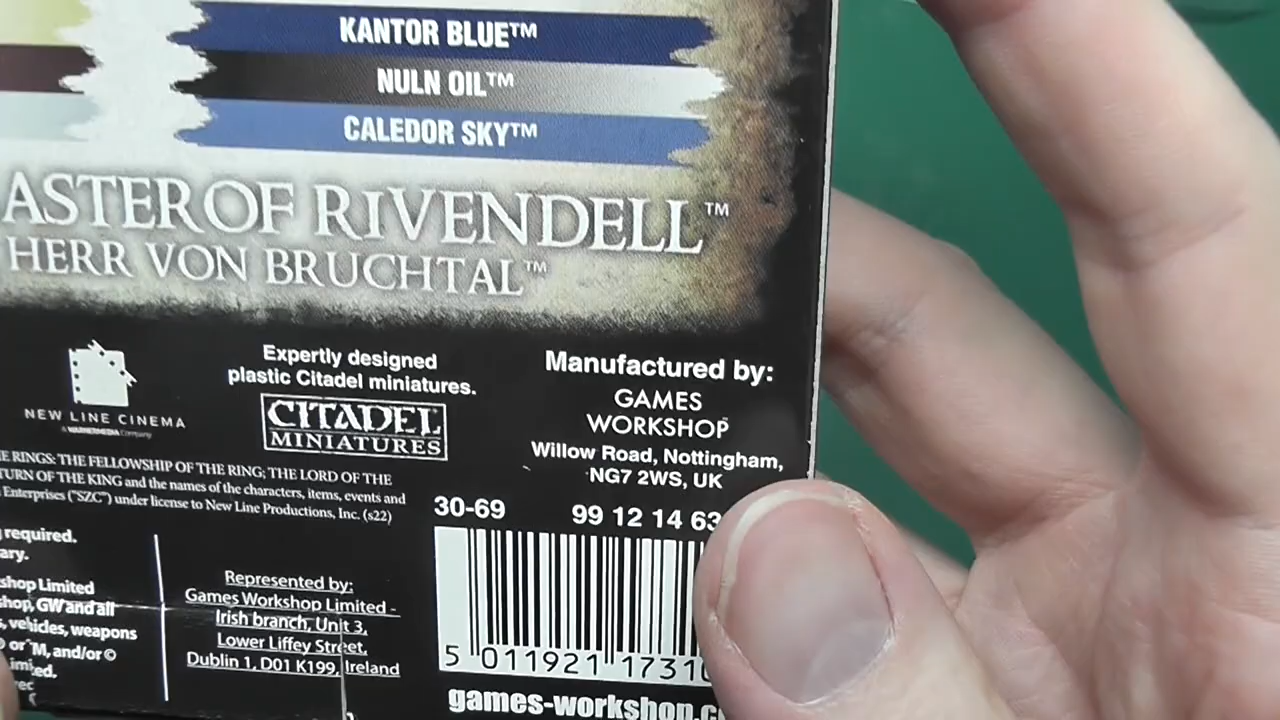 KANTOR BLUE™
NULN OIL™
CALEDOR SKY™
ASTER OF RIVENDELL™
HERR VON BRUCHTAL™
NEW LINE CINEMA
A WARNERMEDIA Company
Expertly designed
plastic Citadel miniatures.
CITADEL
MINIATURES
Manufactured by:
GAMES
WORKSHOP
Willow Road, Nottingham,
NG7 2WS, UK
E RINGS: THE FELLOWSHIP OF THE RING; THE LORD OF THE
TURN OF THE KING and the names of the characters, items, events and
Enterprises ("SZC") under license to New Line Productions, Inc. (s22)
required.
ary.
shop Limited
shop, GW and all
s, vehicles, weapons
or ™, and/or ©
Represented by:
Games Workshop Limited -
Irish branch, Unit 3,
Lower Liffey Street,
Dublin 1, D01 K199, Ireland
30-69
99 12 14 63
5 011921 1731
games-workshop.c